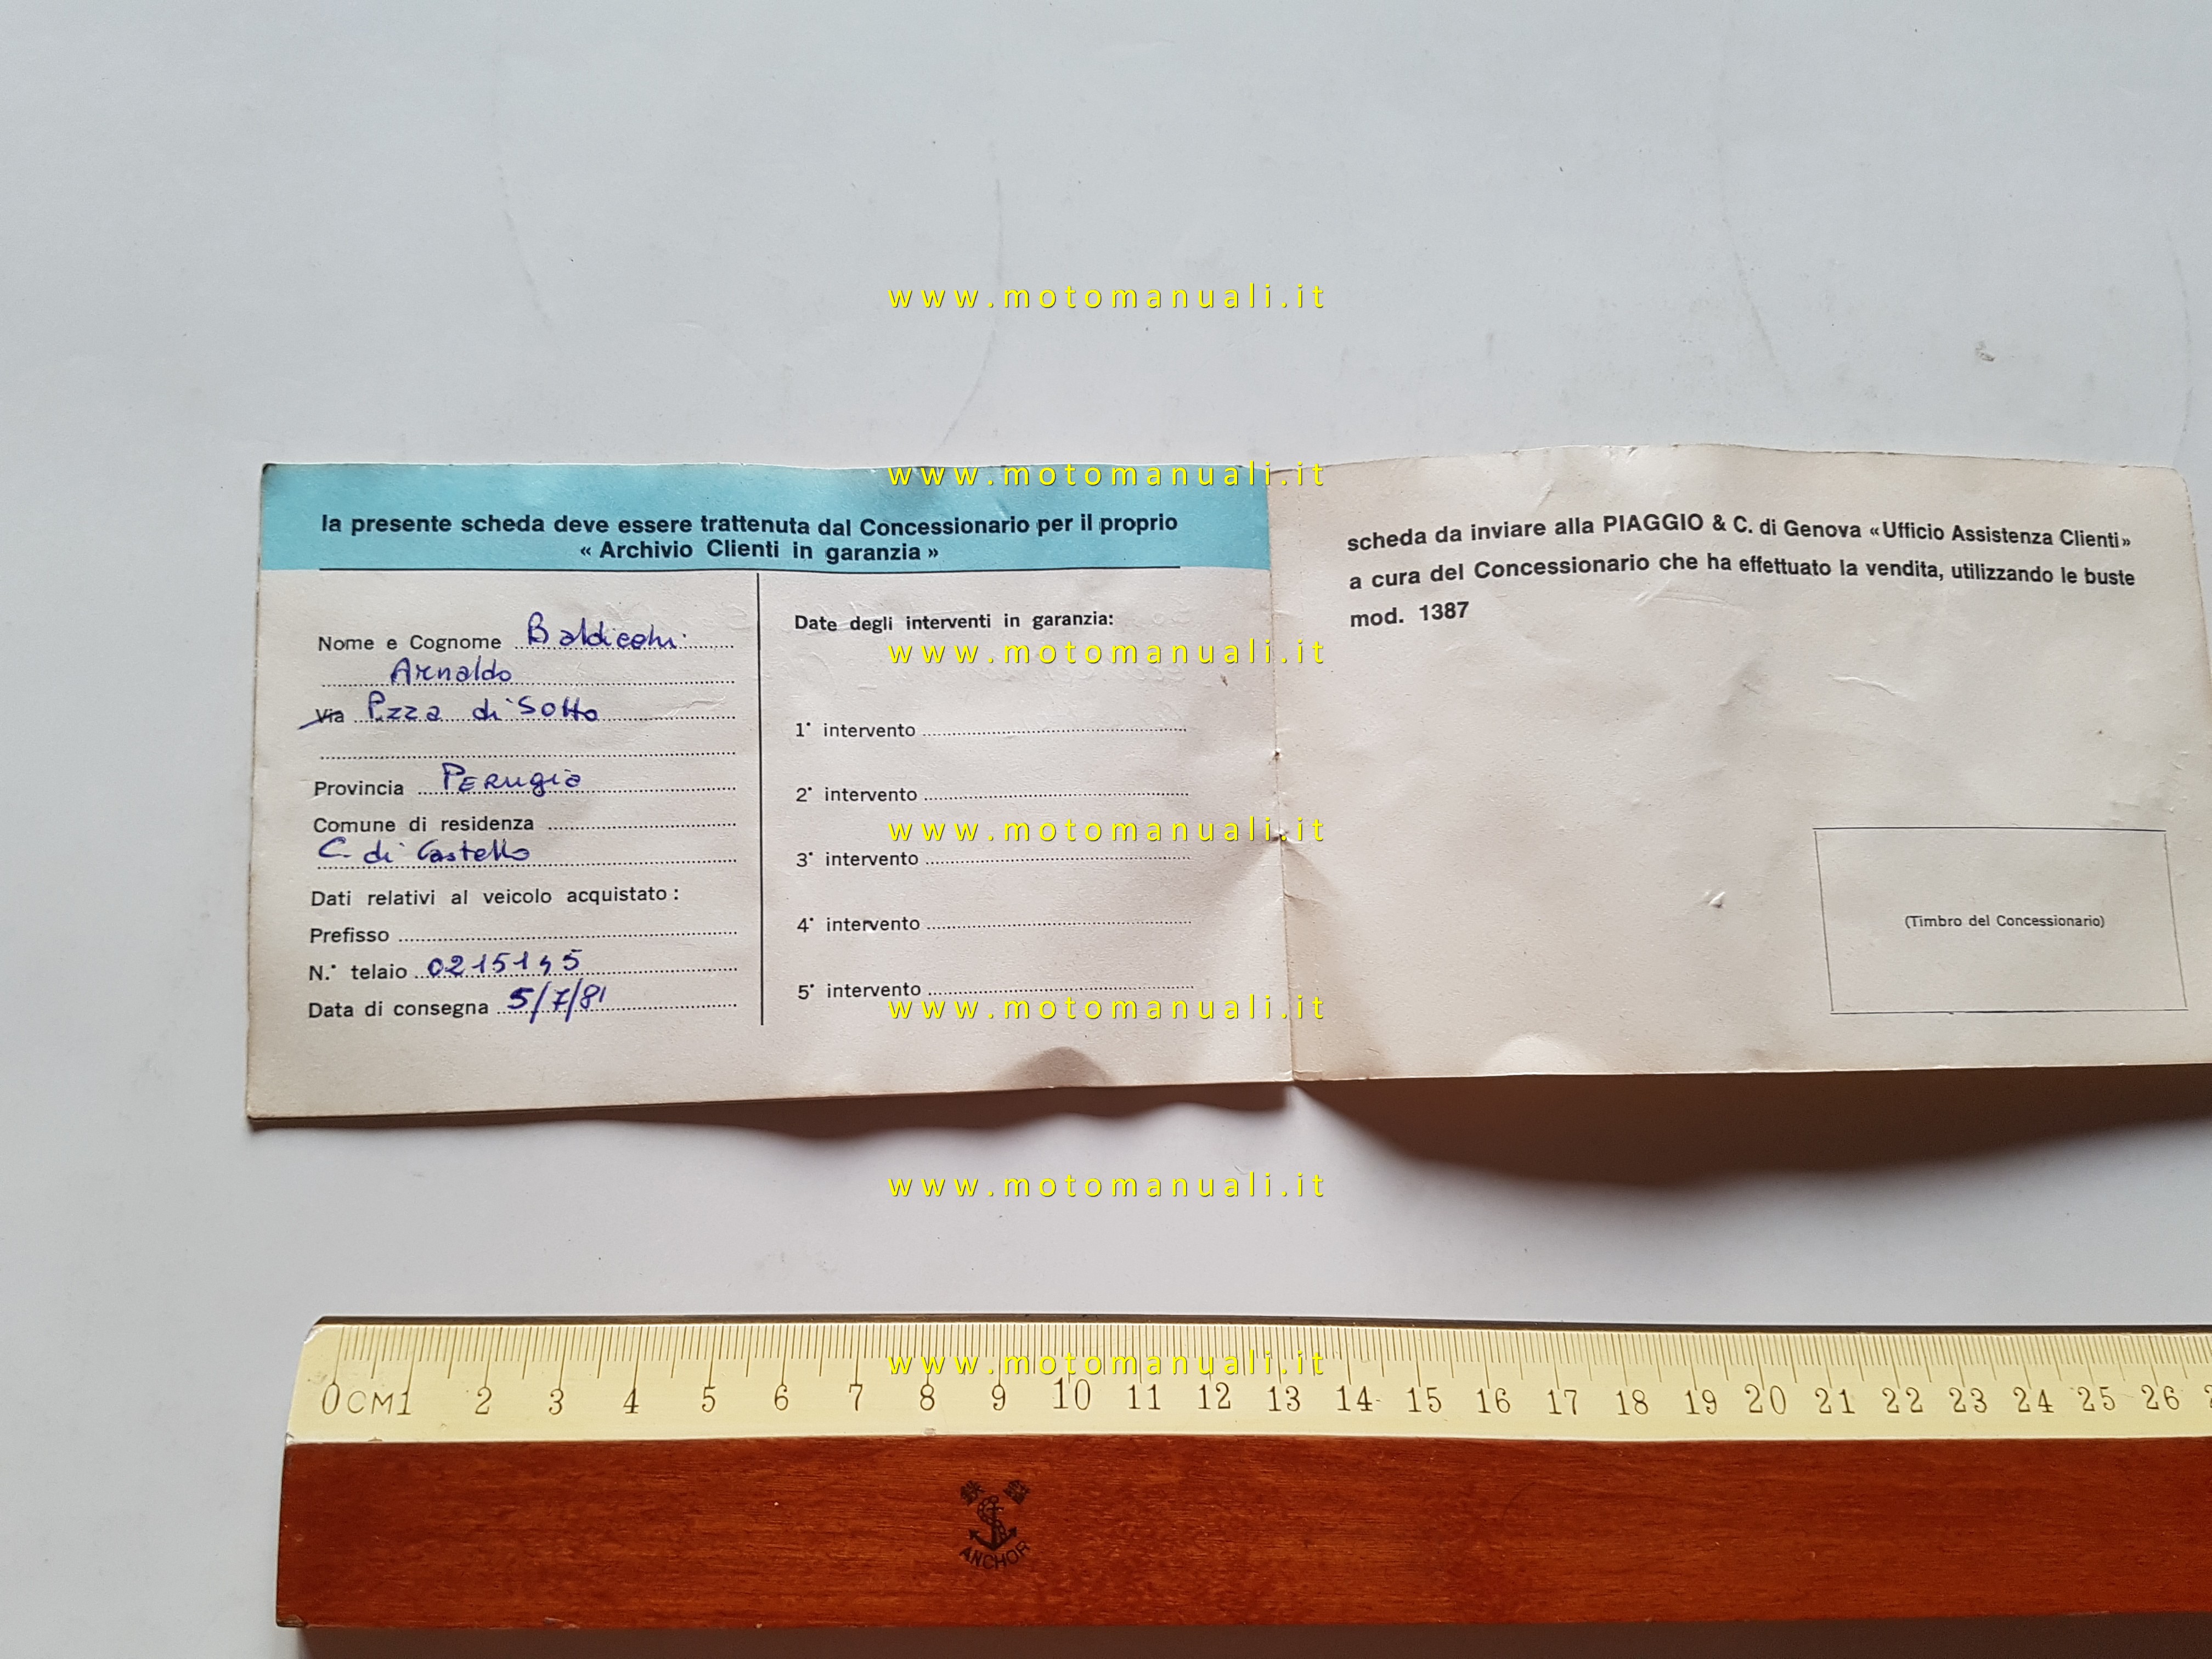 www.motomanuali.it
www.motomanuali.it
la presente scheda deve essere trattenuta dal Concessionario per il proprio
« Archivio Clienti in garanzia »
Nome e Cognome Baldicchi
Arnaldo
Via P.zza di Sotto
Provincia Perugia
Comune di residenza
C. di Castello
Dati relativi al veicolo acquistato :
Prefisso
N.° telaio 0215145
Data di consegna 5/7/81
Date degli interventi in garanzia:
www.motomanuali.it
1° intervento
2° intervento
www.motomanuali.it
3° intervento
4° intervento
5° intervento
www.motomanuali.it
scheda da inviare alla PIAGGIO & C. di Genova «Ufficio Assistenza Clienti»
a cura del Concessionario che ha effettuato la vendita, utilizzando le buste
mod. 1387
(Timbro del Concessionario)
www.motomanuali.it
www.motomanuali.it
0CM1 2 3 4 5 6 7 8 9 10 11 12 13 14 15 16 17 18 19 20 21 22 23 24 25 26
ANCHOR